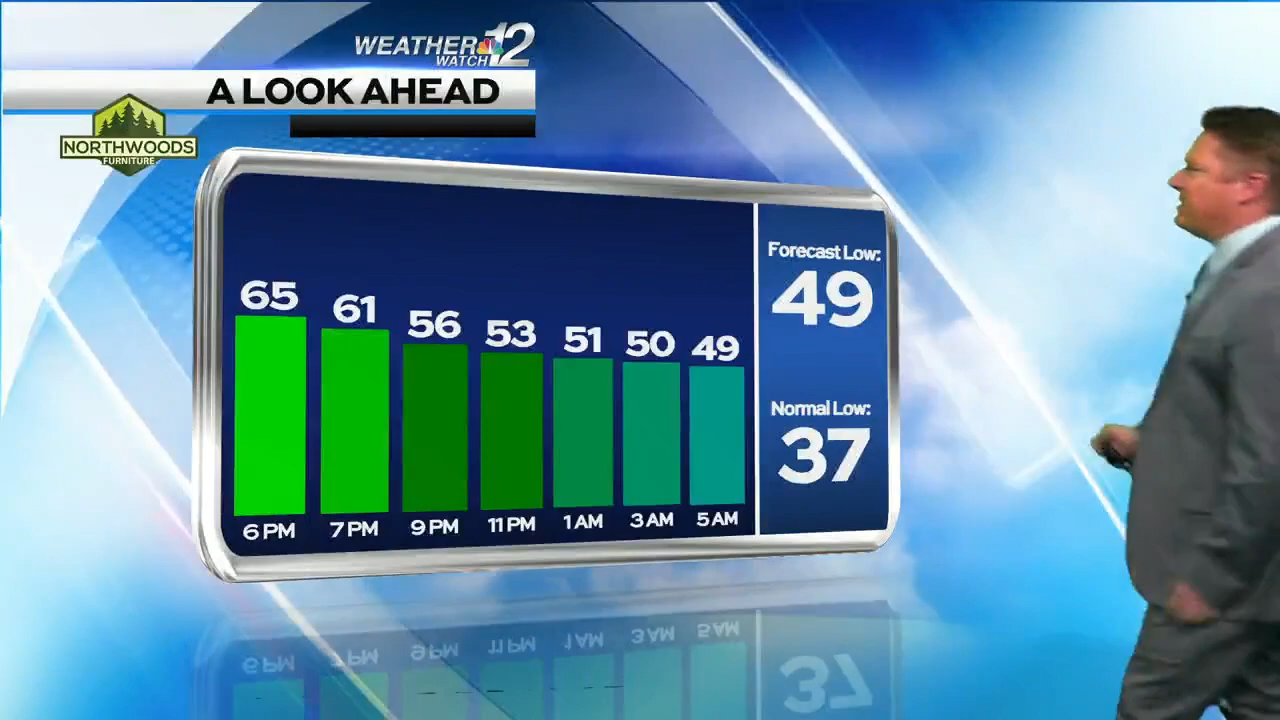 WEATHER 12
WATCH
A LOOK AHEAD
NORTHWOODS
FURNITURE
65 61 56 53 51 50 49
6 PM 7 PM 9 PM 11 PM 1 AM 3 AM 5 AM
Forecast Low:
49
Normal Low:
37